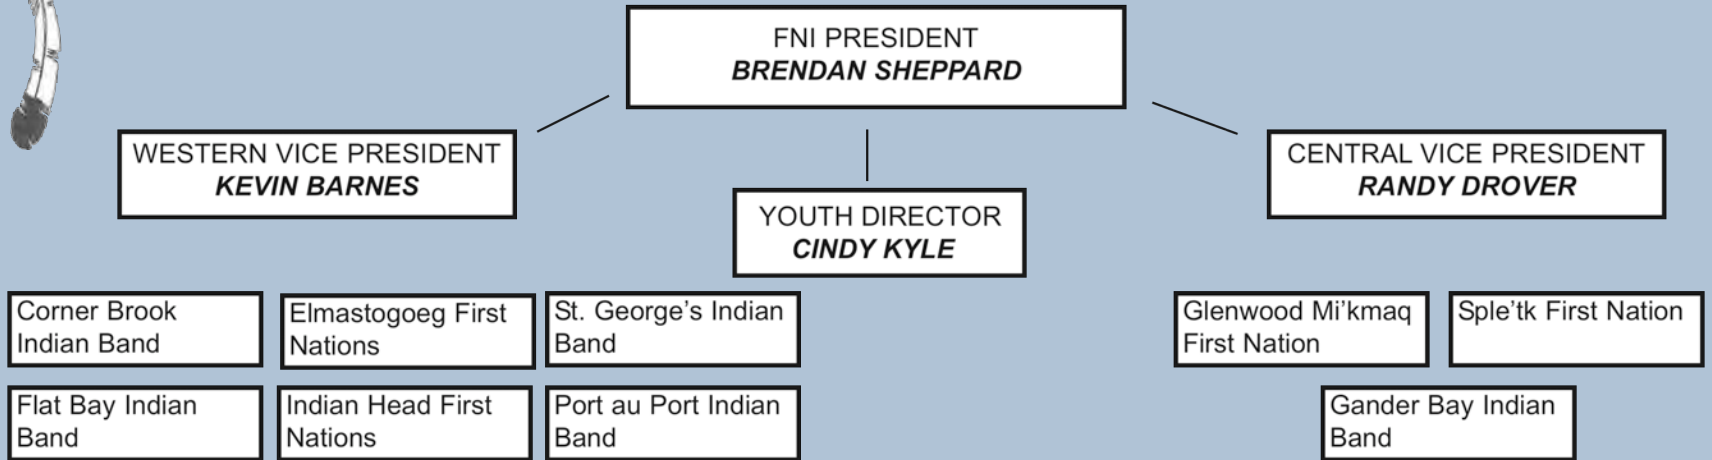 FNI PRESIDENT
BRENDAN SHEPPARD
WESTERN VICE PRESIDENT
KEVIN BARNES
YOUTH DIRECTOR
CINDY KYLE
CENTRAL VICE PRESIDENT
RANDY DROVER
Corner Brook
Indian Band
Elmastogoeg First
Nations
St. George’s Indian
Band
Flat Bay Indian
Band
Indian Head First
Nations
Port au Port Indian
Band
Glenwood Mi’kmaq
First Nation
Sple’tk First Nation
Gander Bay Indian
Band